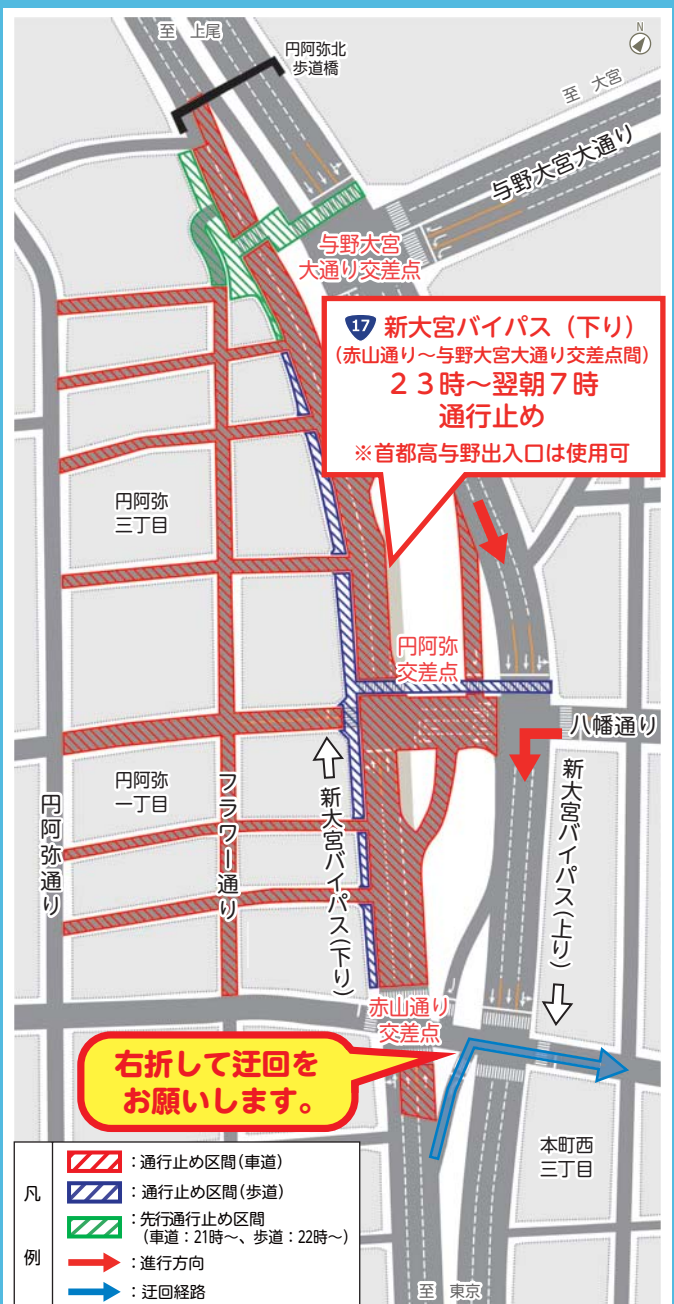 至 上尾
円阿弥北
歩道橋
N
至 大宮
与野大宮大通り
与野大宮
大通り交差点
17 新大宮バイパス（下り）
(赤山通り～与野大宮大通り交差点間)
２３時～翌朝７時
通行止め
※首都高与野出入口は使用可
円阿弥
三丁目
円阿弥
交差点
八幡通り
円阿弥
一丁目
円阿弥通り
フラワー通り
新大宮バイパス(下り)
新大宮バイパス(上り)
赤山通り
交差点
右折して迂回を
お願いします。
本町西
三丁目
凡例
：通行止め区間(車道)
：通行止め区間(歩道)
：先行通行止め区間
(車道：21時～、歩道：22時～)
：進行方向
：迂回経路
至 東京